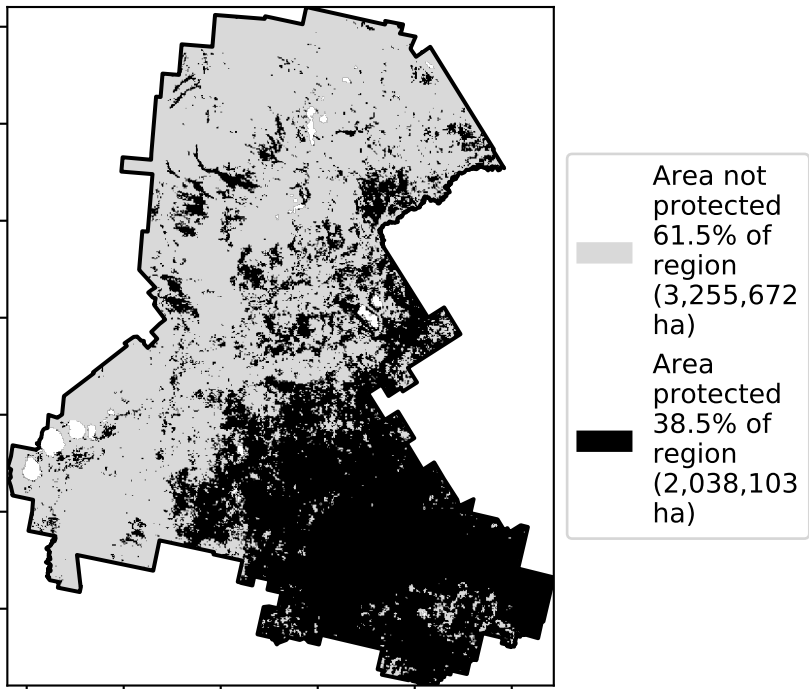 Area not
protected
61.5% of
region
(3,255,672
ha)
Area
protected
38.5% of
region
(2,038,103
ha)